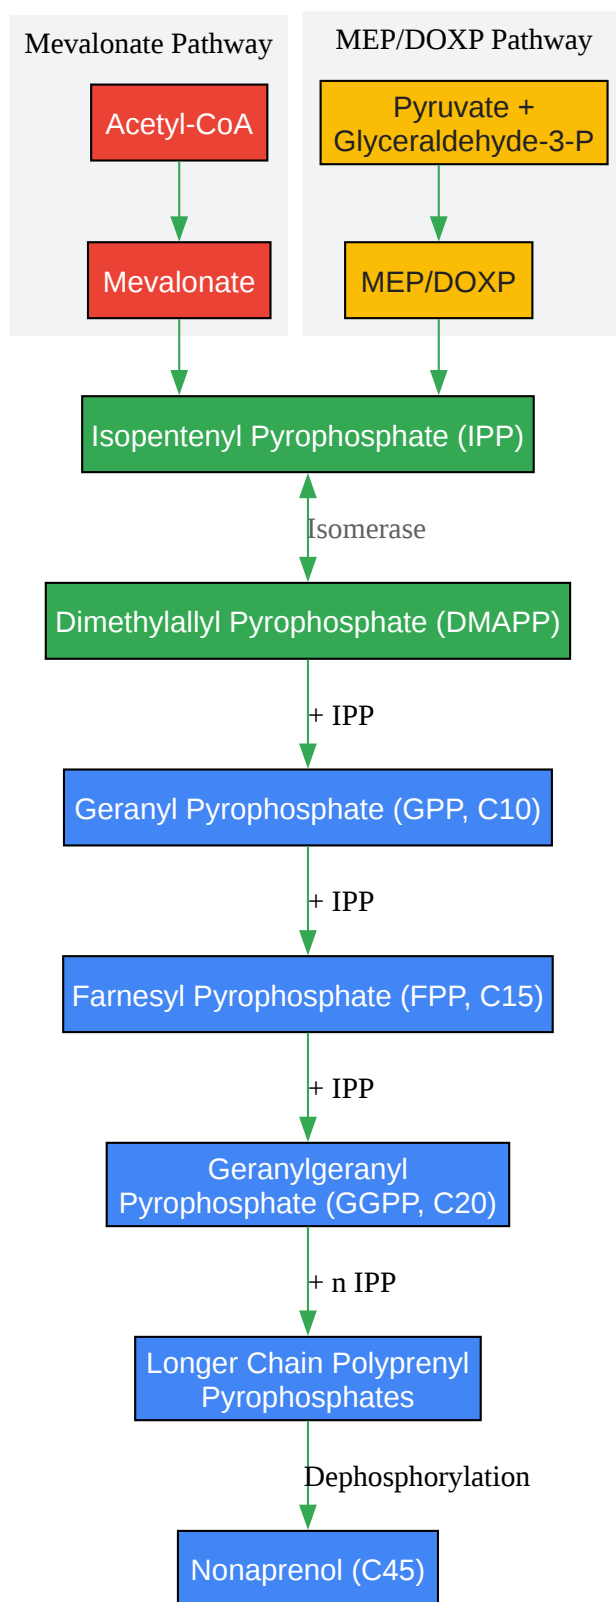 Mevalonate Pathway
MEP/DOXP Pathway
Acetyl-CoA
Pyruvate +
Glyceraldehyde-3-P
Mevalonate
MEP/DOXP
Isopentenyl Pyrophosphate (IPP)
Isomerase
Dimethylallyl Pyrophosphate (DMAPP)
+ IPP
Geranyl Pyrophosphate (GPP, C10)
+ IPP
Farnesyl Pyrophosphate (FPP, C15)
+ IPP
Geranylgeranyl
Pyrophosphate (GGPP, C20)
+ n IPP
Longer Chain Polyprenyl
Pyrophosphates
Dephosphorylation
Nonaprenol (C45)